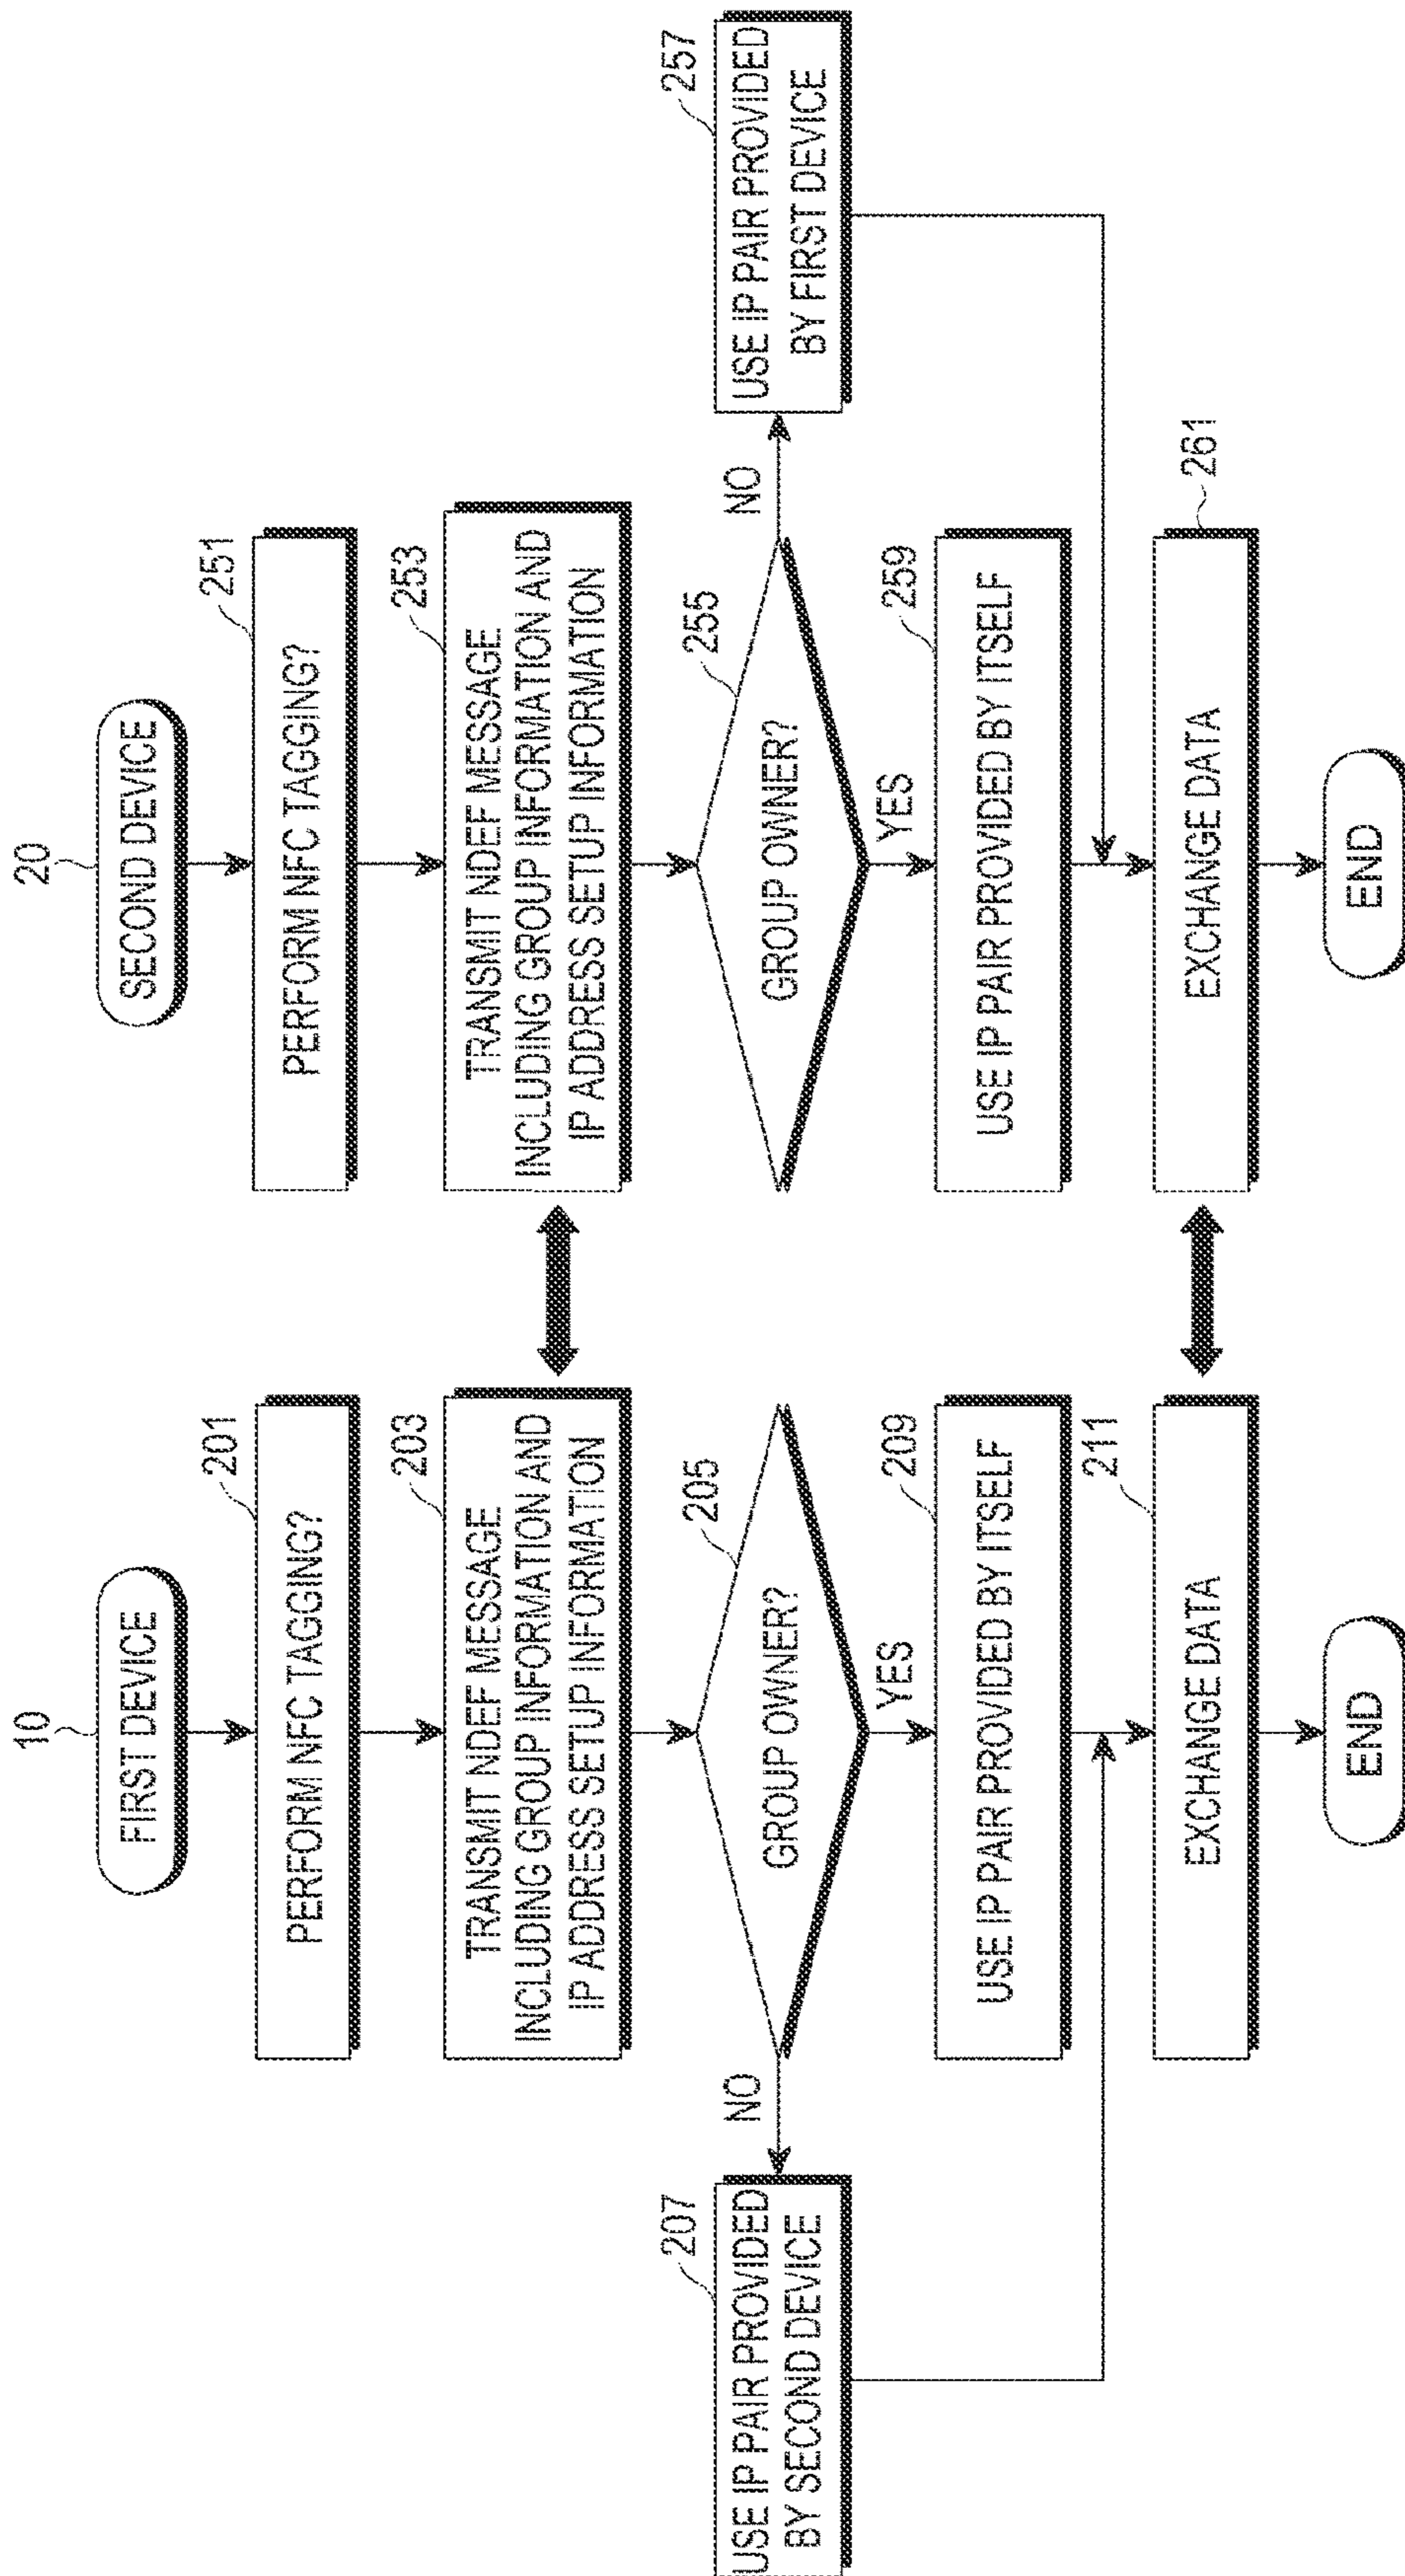 10
FIRST DEVICE
201
PERFORM NFC TAGGING?
203
TRANSMIT NDEF MESSAGE
INCLUDING GROUP INFORMATION AND
IP ADDRESS SETUP INFORMATION
205
GROUP OWNER?
NO
207
USE IP PAIR PROVIDED
BY SECOND DEVICE
YES
209
USE IP PAIR PROVIDED BY ITSELF
211
EXCHANGE DATA
END
20
SECOND DEVICE
251
PERFORM NFC TAGGING?
253
TRANSMIT NDEF MESSAGE
INCLUDING GROUP INFORMATION AND
IP ADDRESS SETUP INFORMATION
255
GROUP OWNER?
NO
257
USE IP PAIR PROVIDED
BY FIRST DEVICE
YES
259
USE IP PAIR PROVIDED BY ITSELF
261
EXCHANGE DATA
END